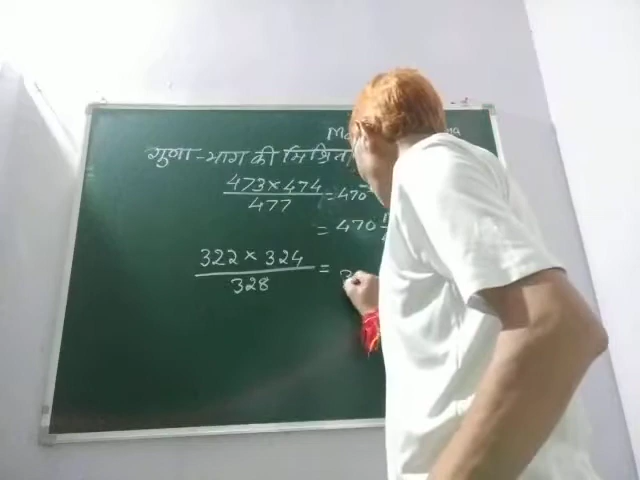 गुणा-भाग की मिश्रित
473 × 474 / 477 = 470
= 470
322 × 324 / 328 =